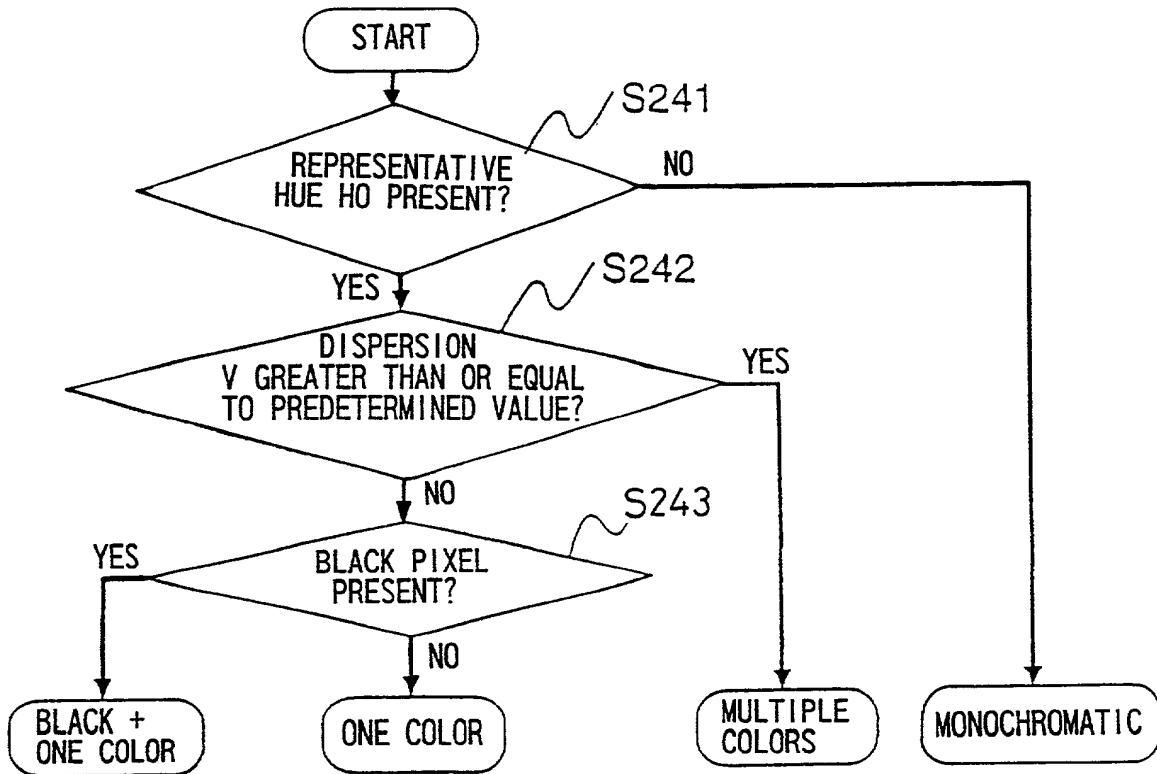 START
S241
REPRESENTATIVE
HUE HO PRESENT?
NO
YES
S242
DISPERSION
V GREATER THAN OR EQUAL
TO PREDETERMINED VALUE?
YES
NO
S243
YES
BLACK PIXEL
PRESENT?
NO
BLACK +
ONE COLOR
ONE COLOR
MULTIPLE
COLORS
MONOCHROMATIC